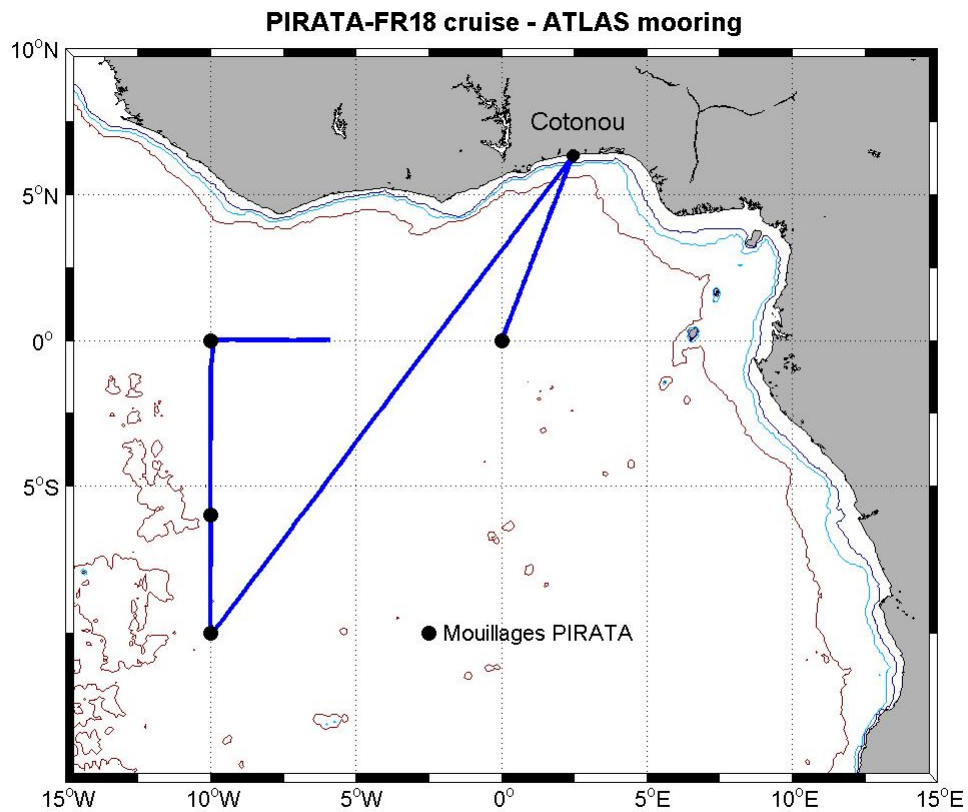 PIRATA-FR18 cruise - ATLAS mooring
10°N
Cotonou
5°N
0°
5°S
Mouillages PIRATA
15°W 10°W 5°W 0° 5°E 10°E 15°E